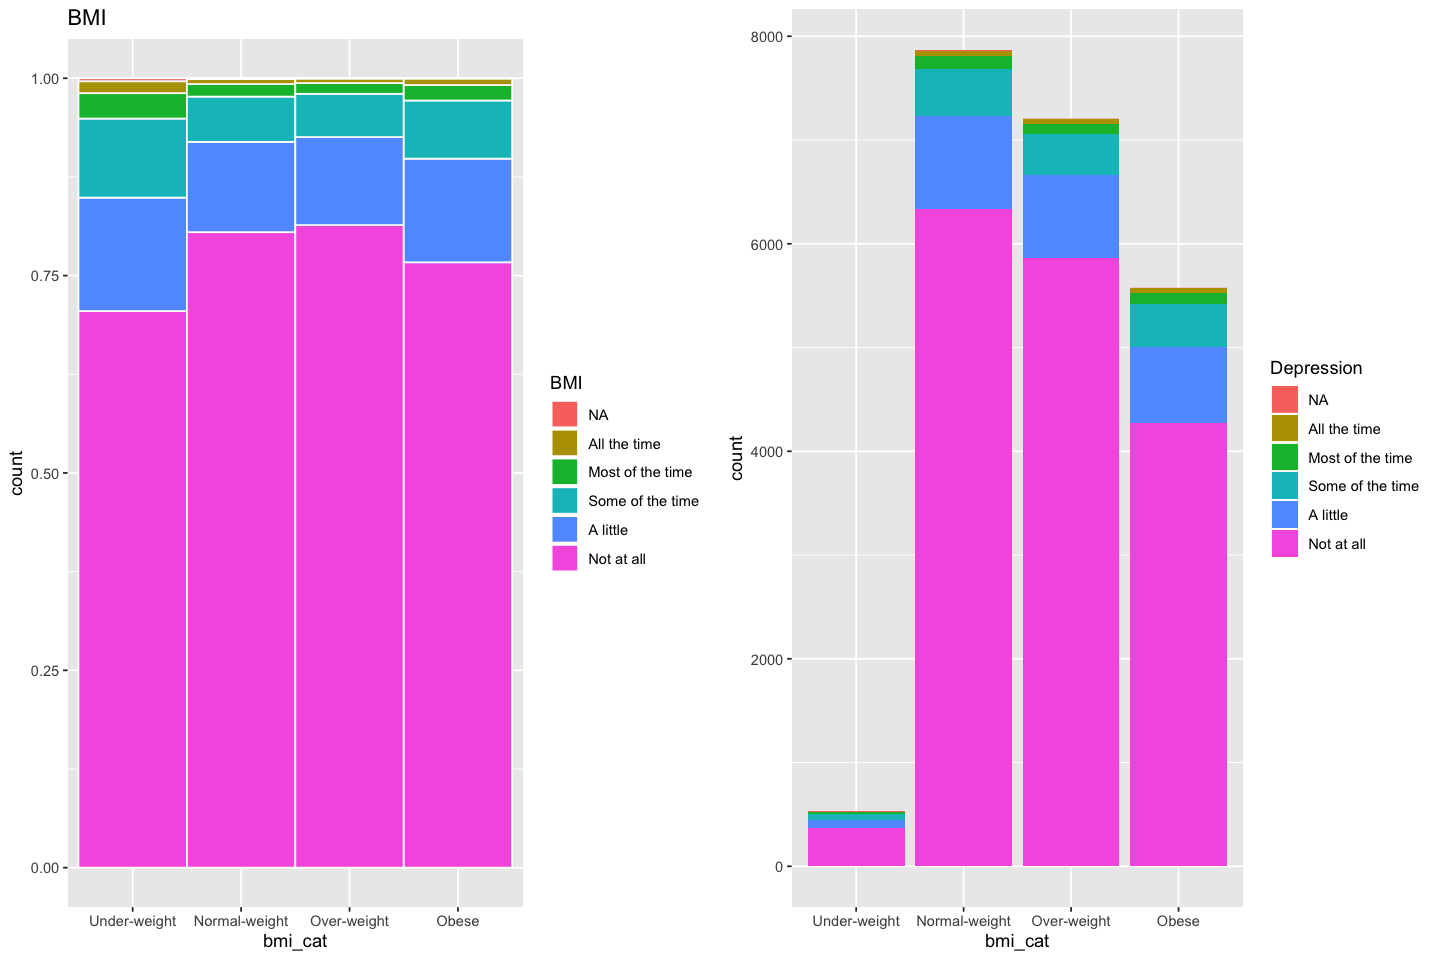 BMI
1.00
0.75
0.50
0.25
0.00
count
Under-weight Normal-weight Over-weight Obese
bmi_cat
BMI
NA
All the time
Most of the time
Some of the time
A little
Not at all
8000
6000
4000
2000
0
count
Under-weight Normal-weight Over-weight Obese
bmi_cat
Depression
NA
All the time
Most of the time
Some of the time
A little
Not at all